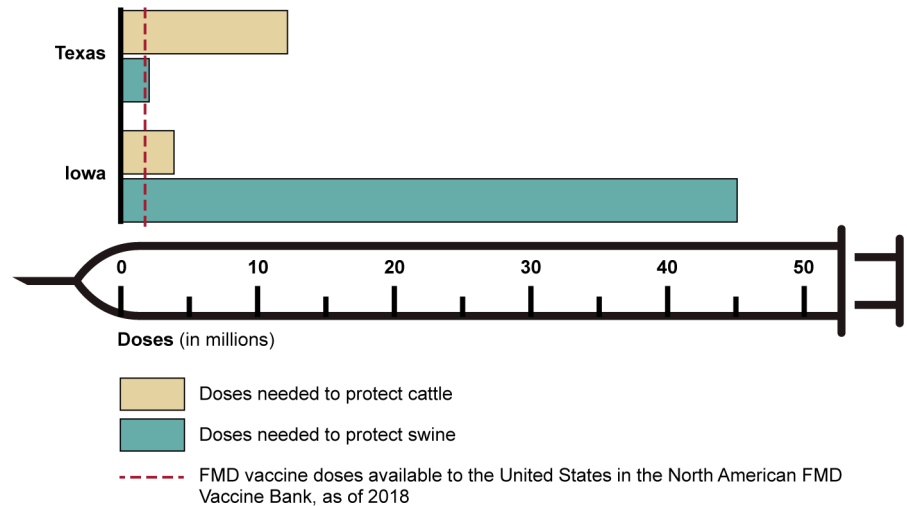 Texas
Iowa
0 10 20 30 40 50
Doses (in millions)
Doses needed to protect cattle
Doses needed to protect swine
FMD vaccine doses available to the United States in the North American FMD
Vaccine Bank, as of 2018